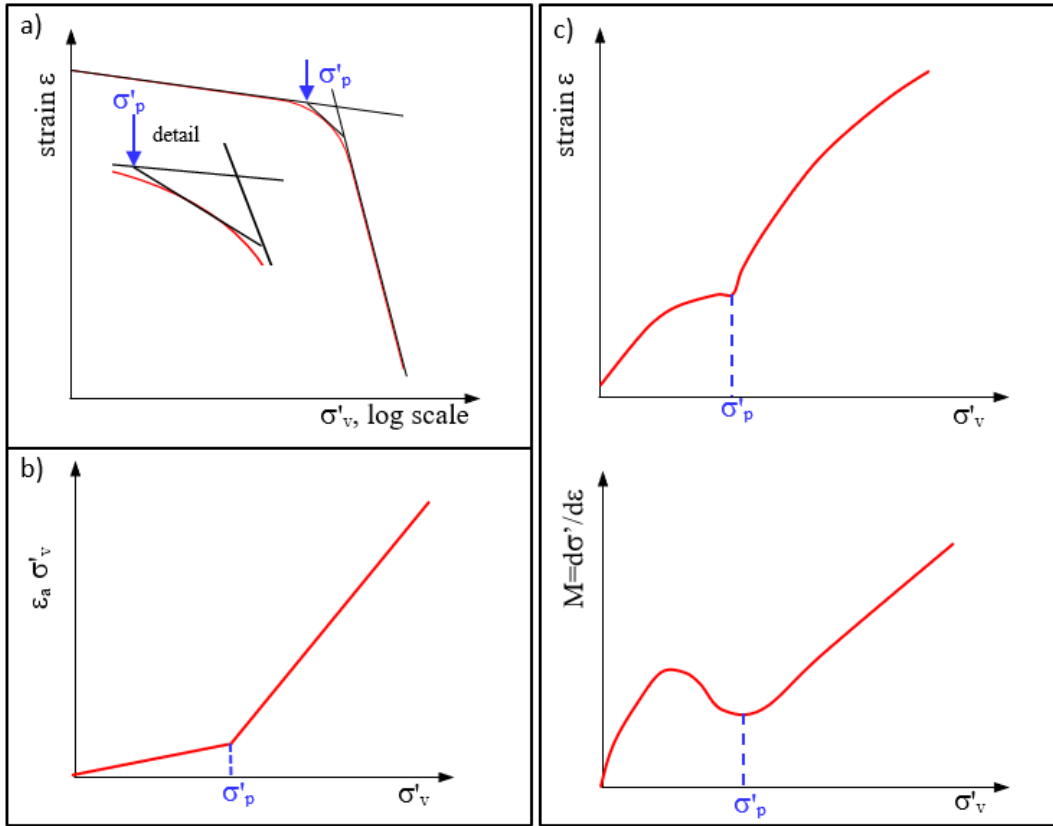 a)
strain ε
σ'p
σ'p
detail
σ'v, log scale
b)
εa σ'v
σ'p
σ'v
c)
strain ε
σ'p
σ'v
M=dσ'/dε
σ'p
σ'v